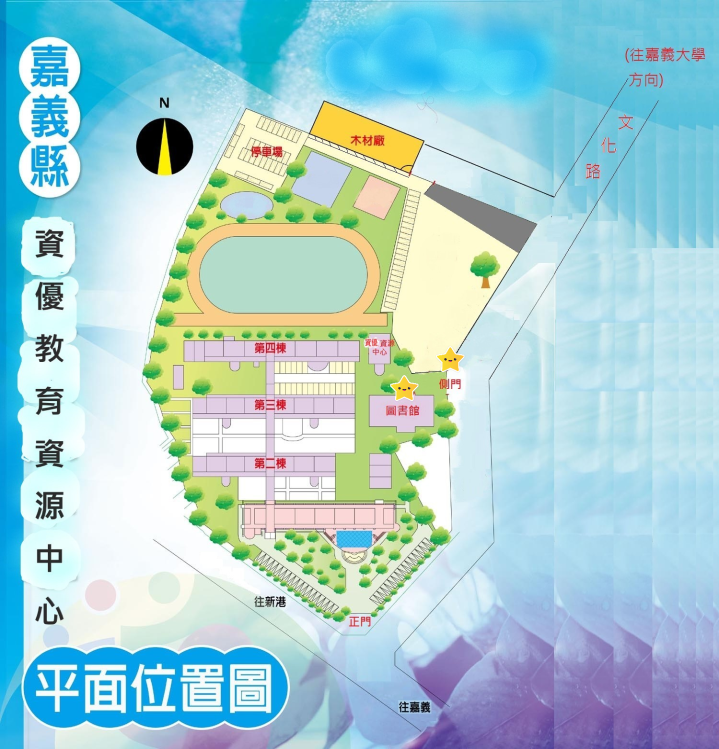 嘉義縣
資優教育資源中心
平面位置圖
N
(往嘉義大學
方向)
文化路
木材廠
停車場
第四棟
資優 資源
中心
側門
圖書館
第三棟
第二棟
往新港
正門
往嘉義